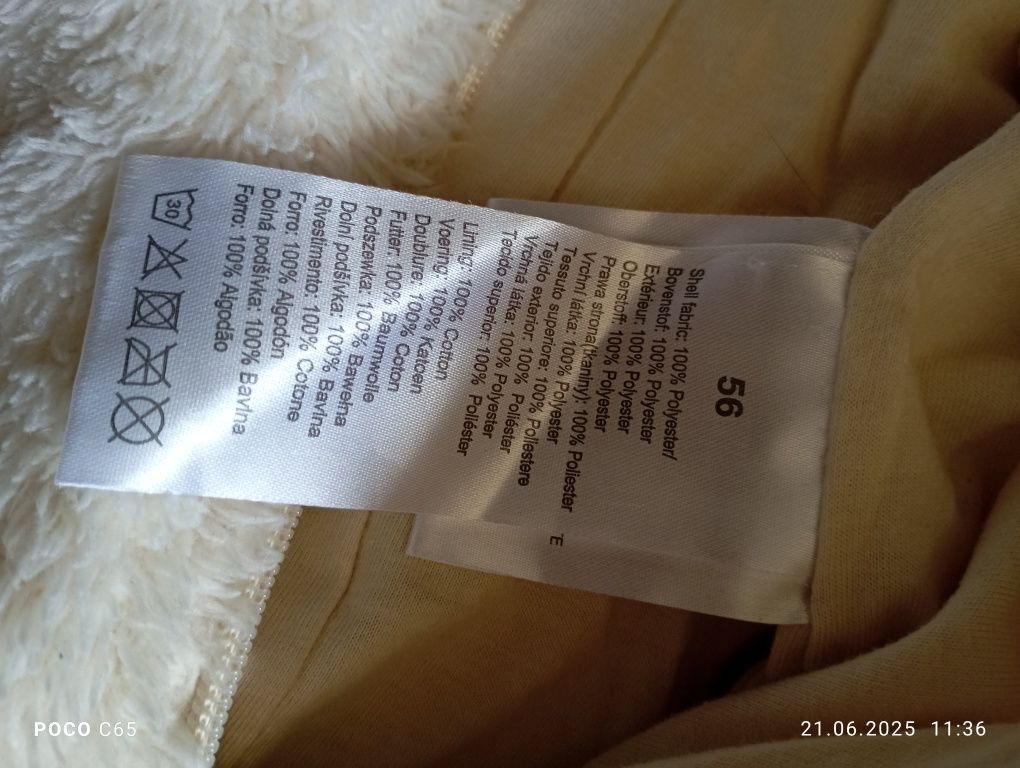 56
Shell fabric: 100% Polyester/
Bovenstof: 100% Polyester
Extérieur: 100% Polyester
Oberstoff: 100% Polyester
Prawa strona(tkaniny): 100% Poliester
Vrchní látka: 100% Polyester
Tessuto superiore: 100% Poliestere
Tejido exterior: 100% Poliéster
Vrchná látka: 100% Polyester
Tecido superior: 100% Poliéster
Lining: 100% Cotton
Voering: 100% Katoen
Doublure: 100% Coton
Futter: 100% Baumwolle
Podszewka: 100% Bawełna
Dolní podšívka: 100% Bavlna
Rivestimento: 100% Cotone
Forro: 100% Algodón
Dolná podšívka: 100% Bavlna
Forro: 100% Algodão
30
POCO C65
21.06.2025 11:36